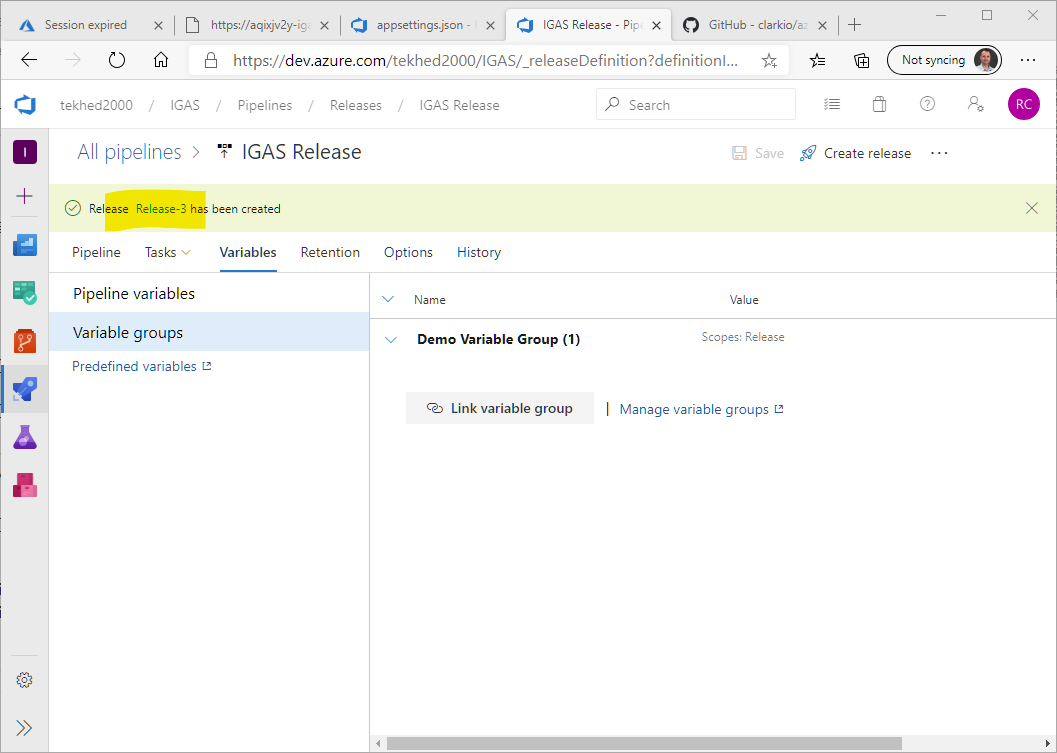 Session expired
https://aqixjv2y-iga
appsettings.json -
IGAS Release - Pipe
GitHub - clarkio/az
https://dev.azure.com/tekhed2000/IGAS/_releaseDefinition?definitionI...
Not syncing
tekhed2000 / IGAS / Pipelines / Releases / IGAS Release
Search
RC
I
All pipelines > IGAS Release
Save
Create release
Release Release-3 has been created
Pipeline Tasks Variables Retention Options History
Pipeline variables
Variable groups
Predefined variables
Name Value
Demo Variable Group (1) Scopes: Release
Link variable group | Manage variable groups